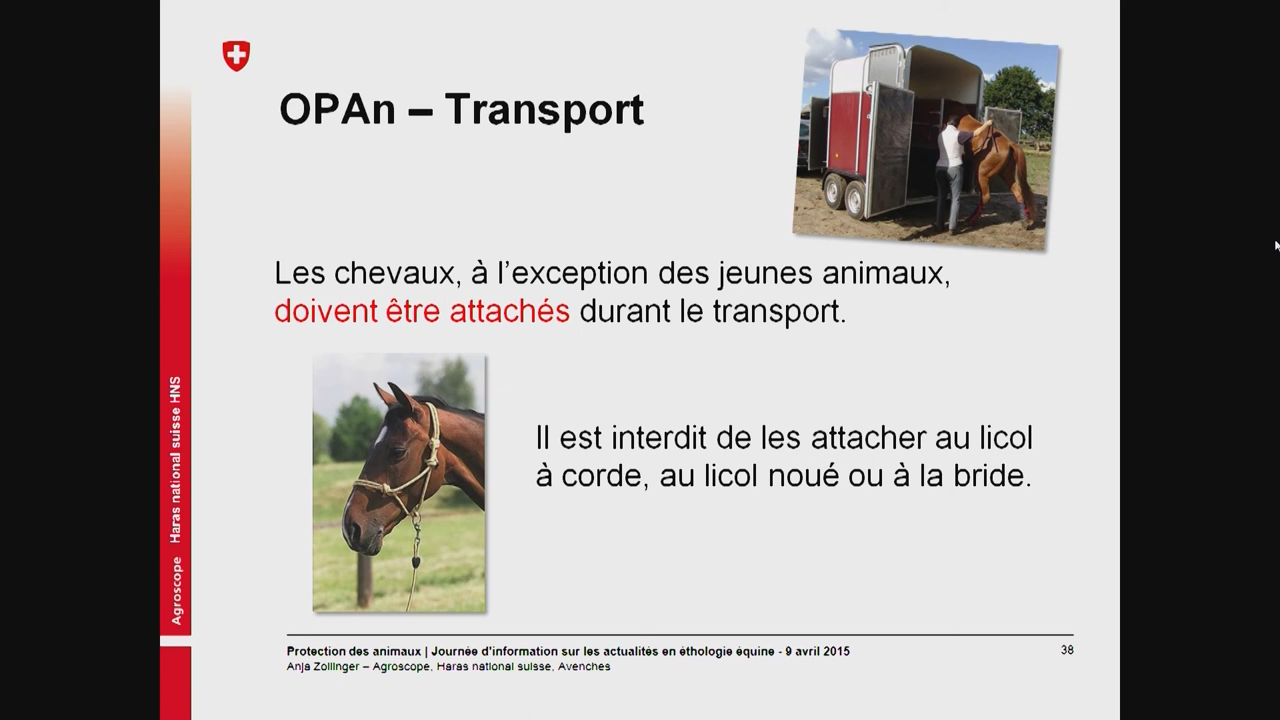 OPAn – Transport
Les chevaux, à l’exception des jeunes animaux,
doivent être attachés durant le transport.
Il est interdit de les attacher au licol
à corde, au licol noué ou à la bride.
Agroscope Haras national suisse HNS
Protection des animaux | Journée d’information sur les actualités en éthologie équine - 9 avril 2015
Anja Zollinger – Agroscope, Haras national suisse, Avenches
38